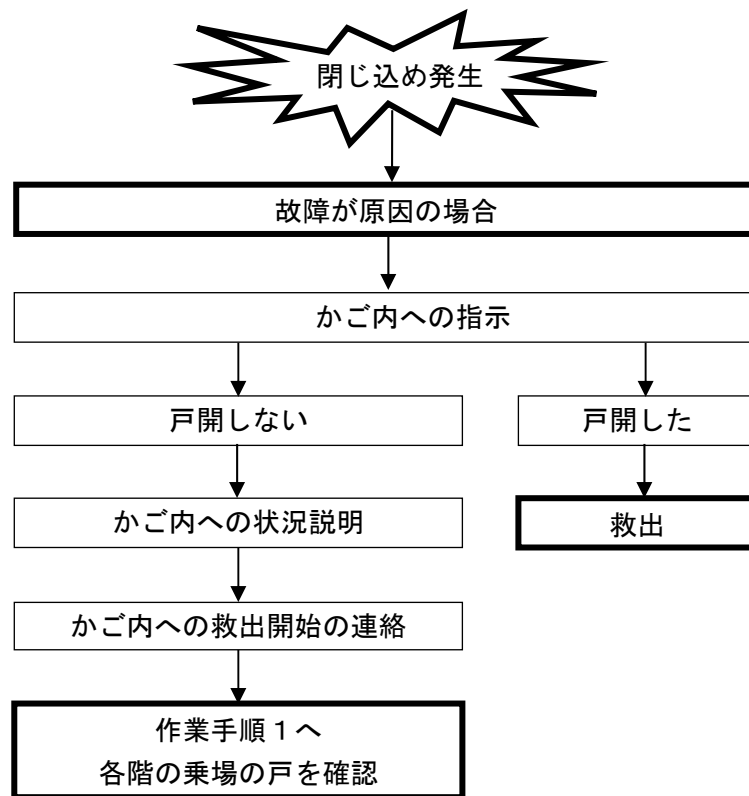 閉じ込め発生
故障が原因の場合
かご内への指示
戸開しない
戸開した
かご内への状況説明
救出
かご内への救出開始の連絡
作業手順１へ
各階の乗場の戸を確認